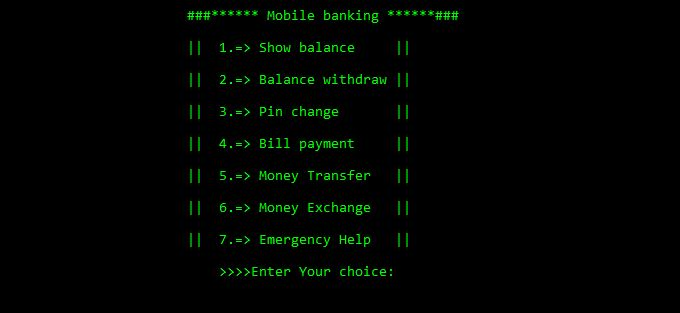 ###****** Mobile banking ******###
||  1.=> Show balance     ||
||  2.=> Balance withdraw ||
||  3.=> Pin change       ||
||  4.=> Bill payment     ||
||  5.=> Money Transfer   ||
||  6.=> Money Exchange   ||
||  7.=> Emergency Help   ||
>>>>Enter Your choice: